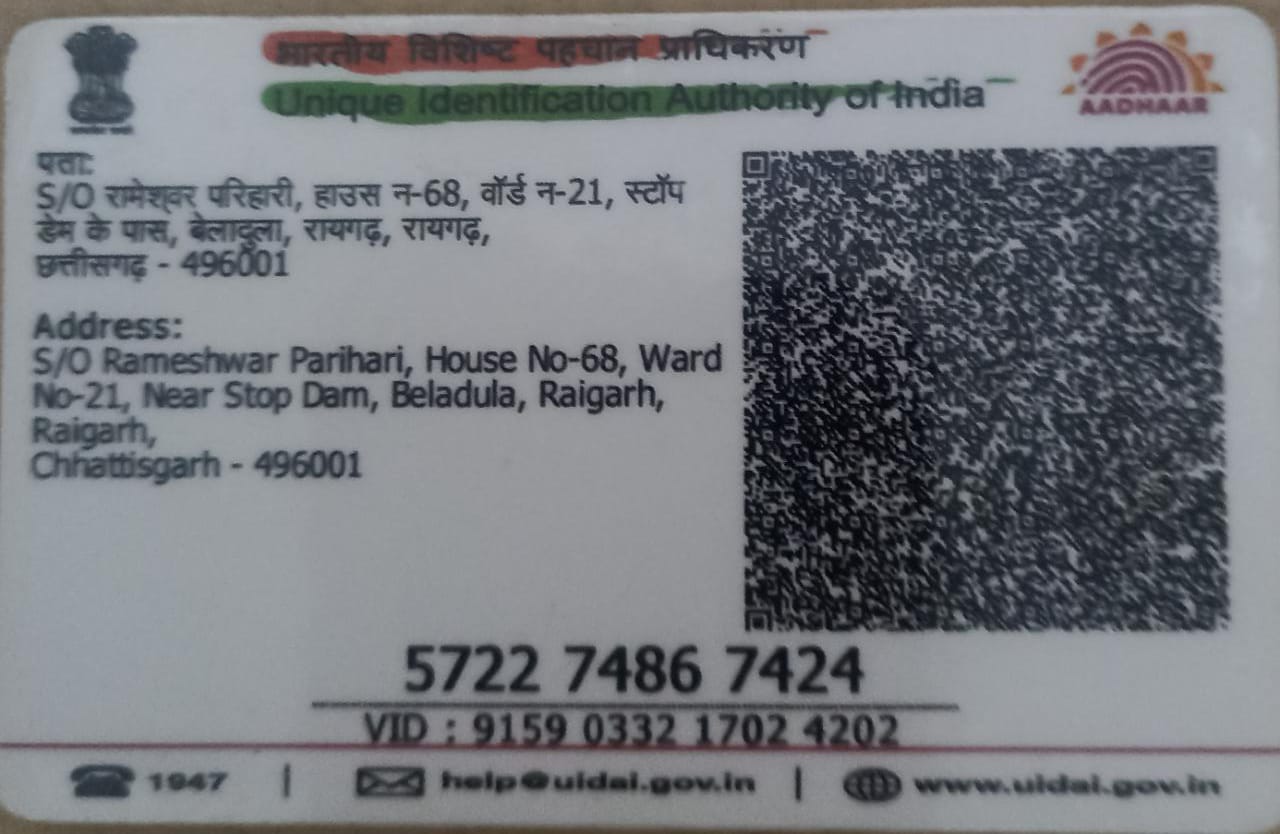 भारतीय विशिष्ट पहचान प्राधिकरण
Unique Identification Authority of India
AADHAAR
पता:
S/O रामेश्वर परिहारी, हाउस न-68, वॉर्ड न-21, स्टॉप
डेम के पास, बेलादुला, रायगढ़, रायगढ़,
छत्तीसगढ़ - 496001
Address:
S/O Rameshwar Parihari, House No-68, Ward
No-21, Near Stop Dam, Beladula, Raigarh,
Raigarh,
Chhattisgarh - 496001
5722 7486 7424
VID : 9159 0332 1702 4202
1947 | help@uidai.gov.in | www.uidai.gov.in